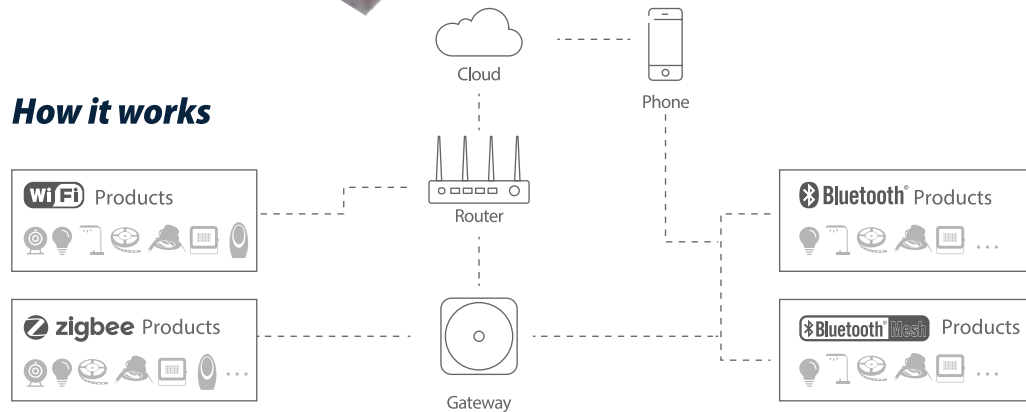 Cloud
Phone
How it works
WiFi Products
Router
Bluetooth® Products
zigbee Products
Bluetooth® Mesh Products
Gateway